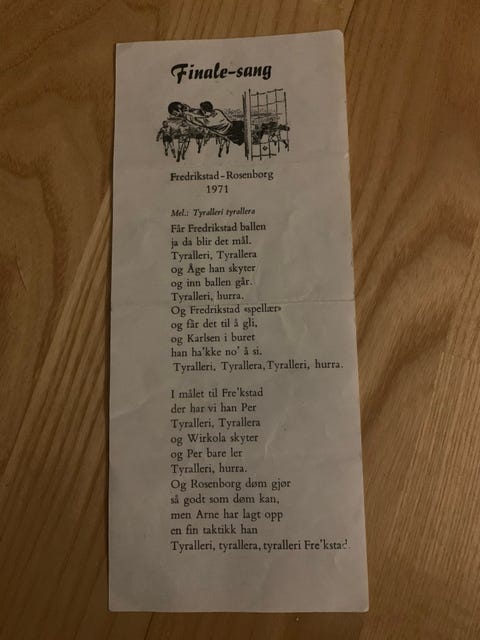 Finale-sang
Fredrikstad-Rosenborg
1971
Mel.: Tyralleri tyrallera
Får Fredrikstad ballen
ja da blir det mål.
Tyralleri, Tyrallera
og Åge han skyter
og inn ballen går.
Tyralleri, hurra.
Og Fredrikstad «spellær»
og får det til å gli,
og Karlsen i buret
han ha'kke no' å si.
Tyralleri, Tyrallera, Tyralleri, hurra.
I målet til Fre'kstad
der har vi han Per
Tyralleri, Tyrallera
og Wirkola skyter
og Per bare ler
Tyralleri, hurra.
Og Rosenborg døm gjør
så godt som døm kan,
men Arne har lagt opp
en fin taktikk han
Tyralleri, tyrallera, tyralleri Fre'kstad.